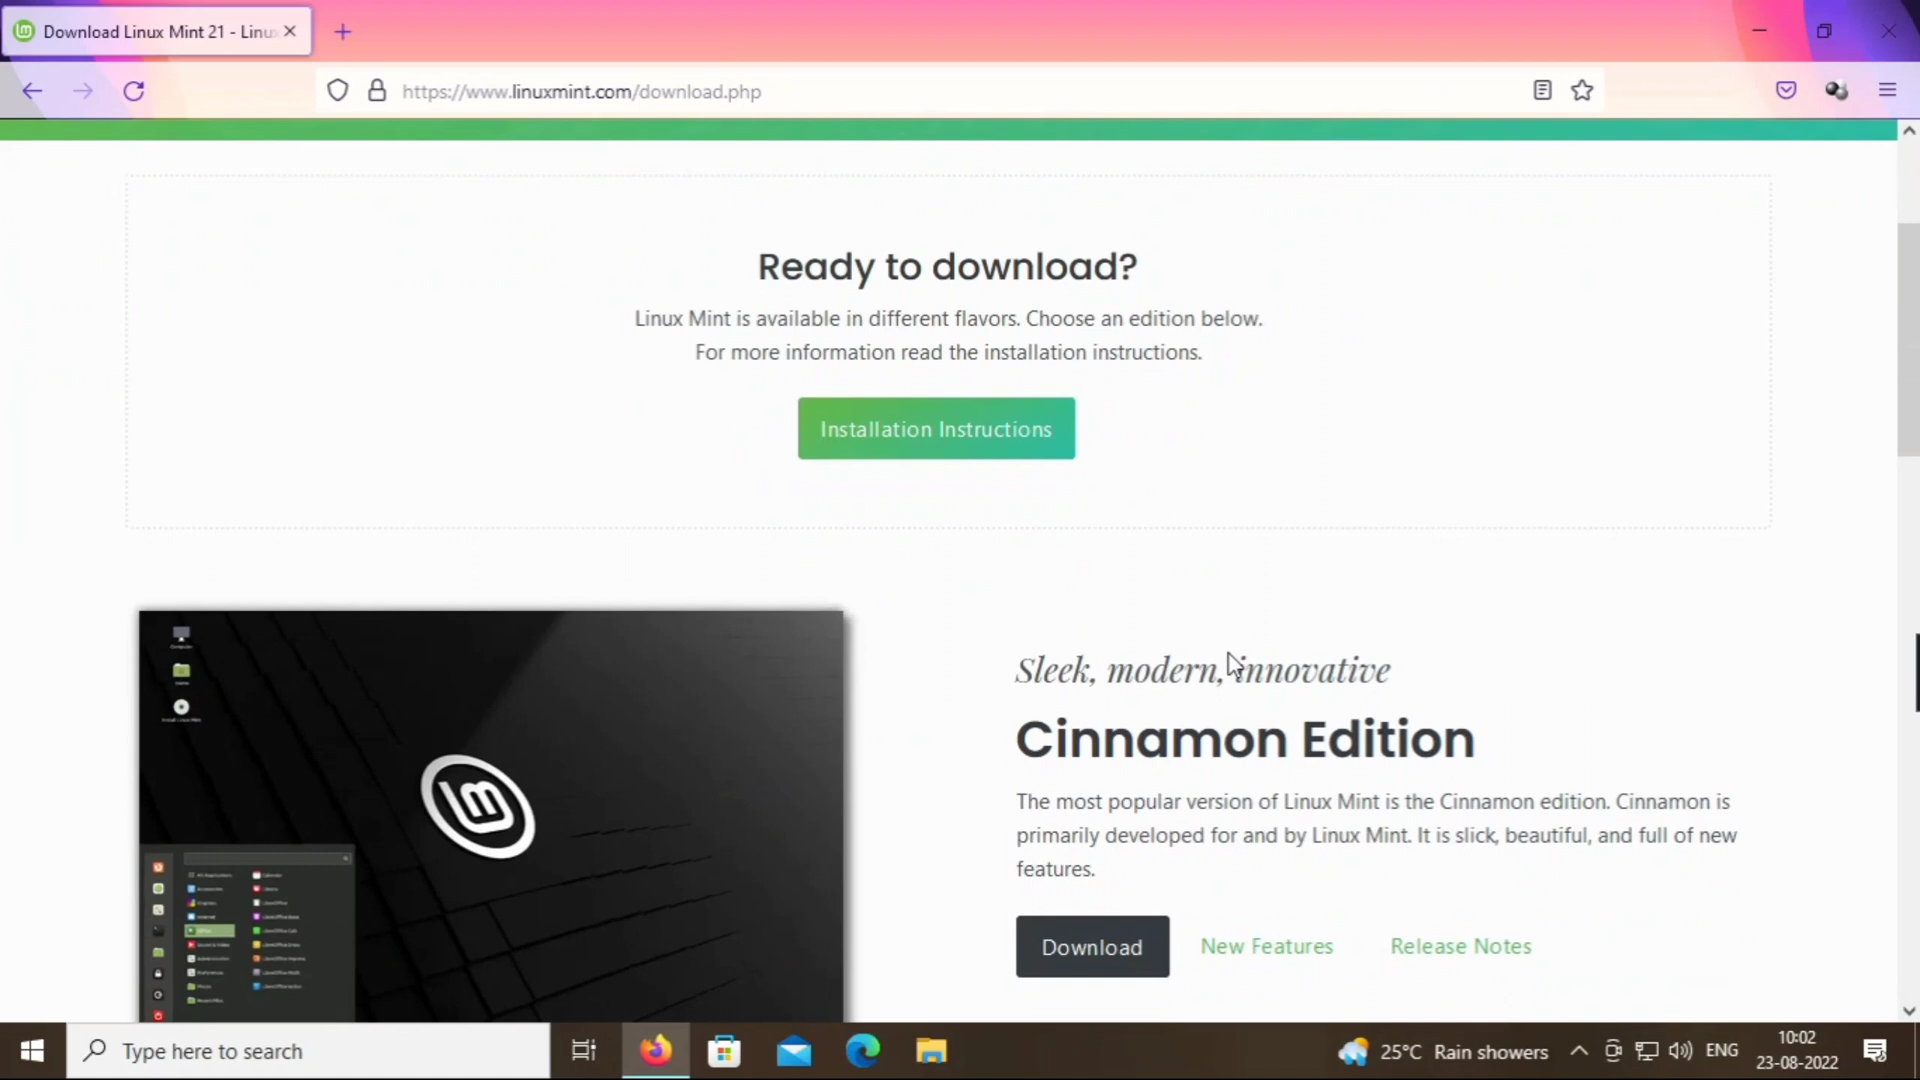 Download Linux Mint 21 - Linu
https://www.linuxmint.com/download.php
Ready to download?
Linux Mint is available in different flavors. Choose an edition below.
For more information read the installation instructions.
Installation Instructions
Sleek, modern, innovative
Cinnamon Edition
The most popular version of Linux Mint is the Cinnamon edition. Cinnamon is
primarily developed for and by Linux Mint. It is slick, beautiful, and full of new
features.
Download New Features Release Notes
Type here to search
25°C Rain showers
ENG
10:02
23-08-2022